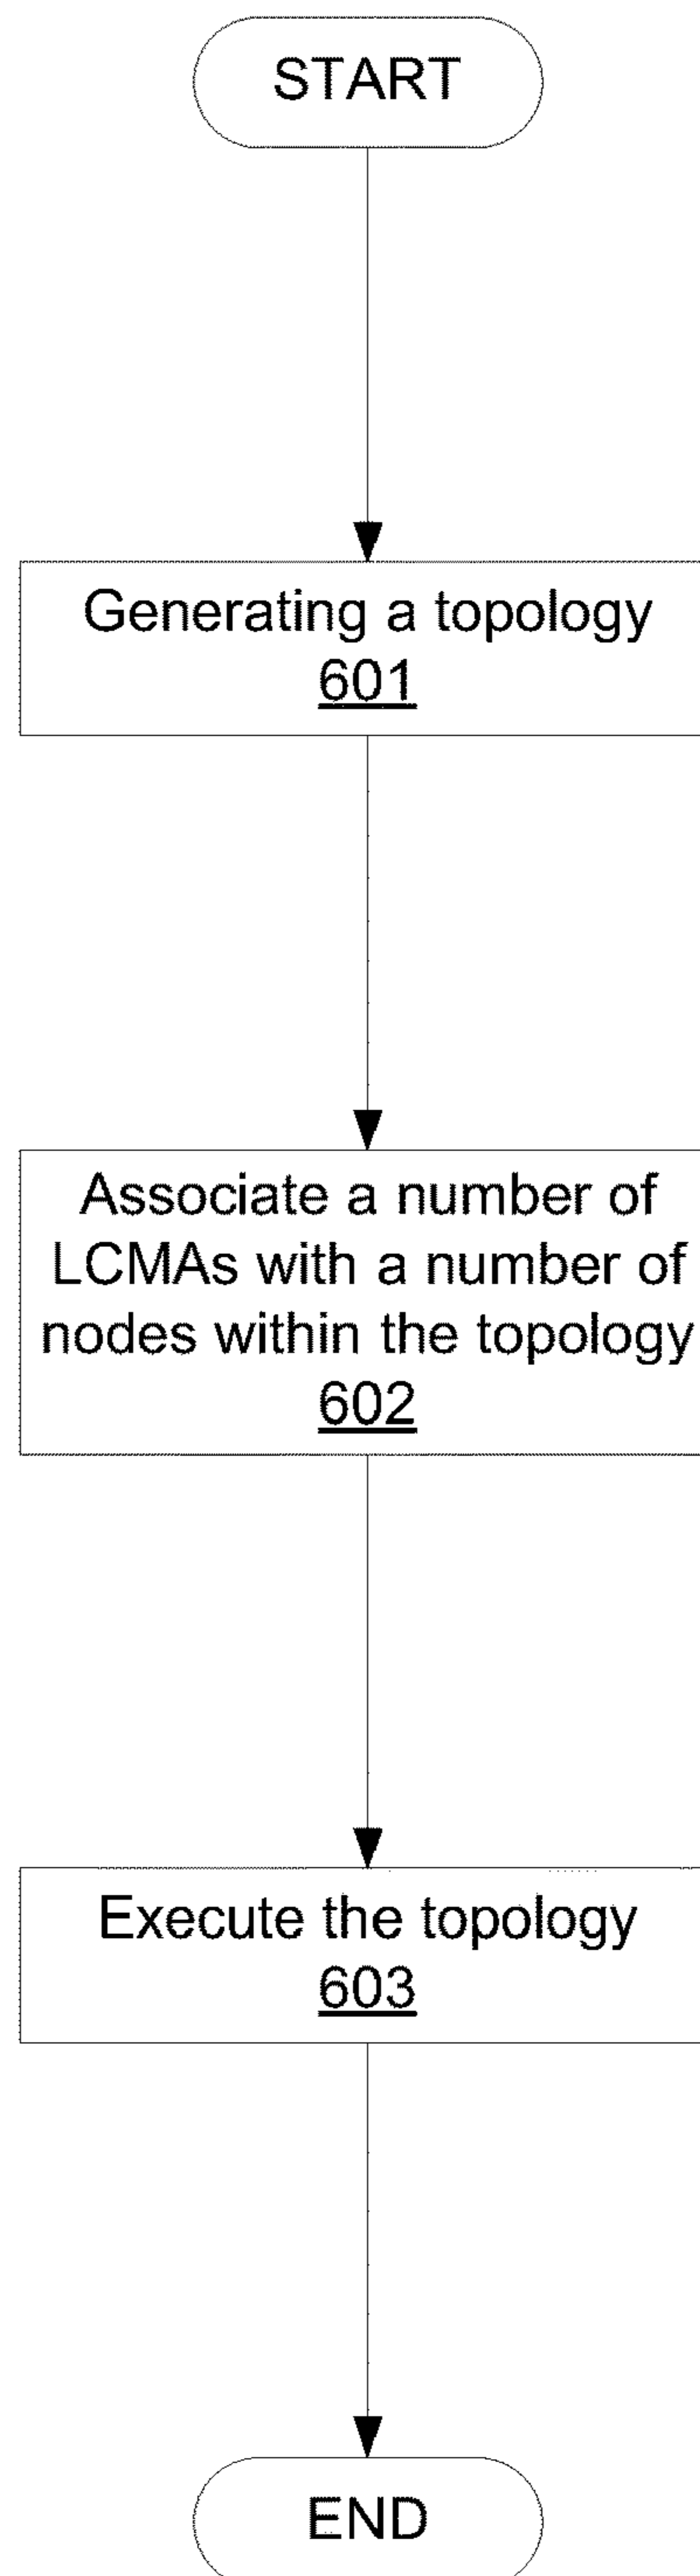 START
Generating a topology
601
Associate a number of
LCMAs with a number of
nodes within the topology
602
Execute the topology
603
END